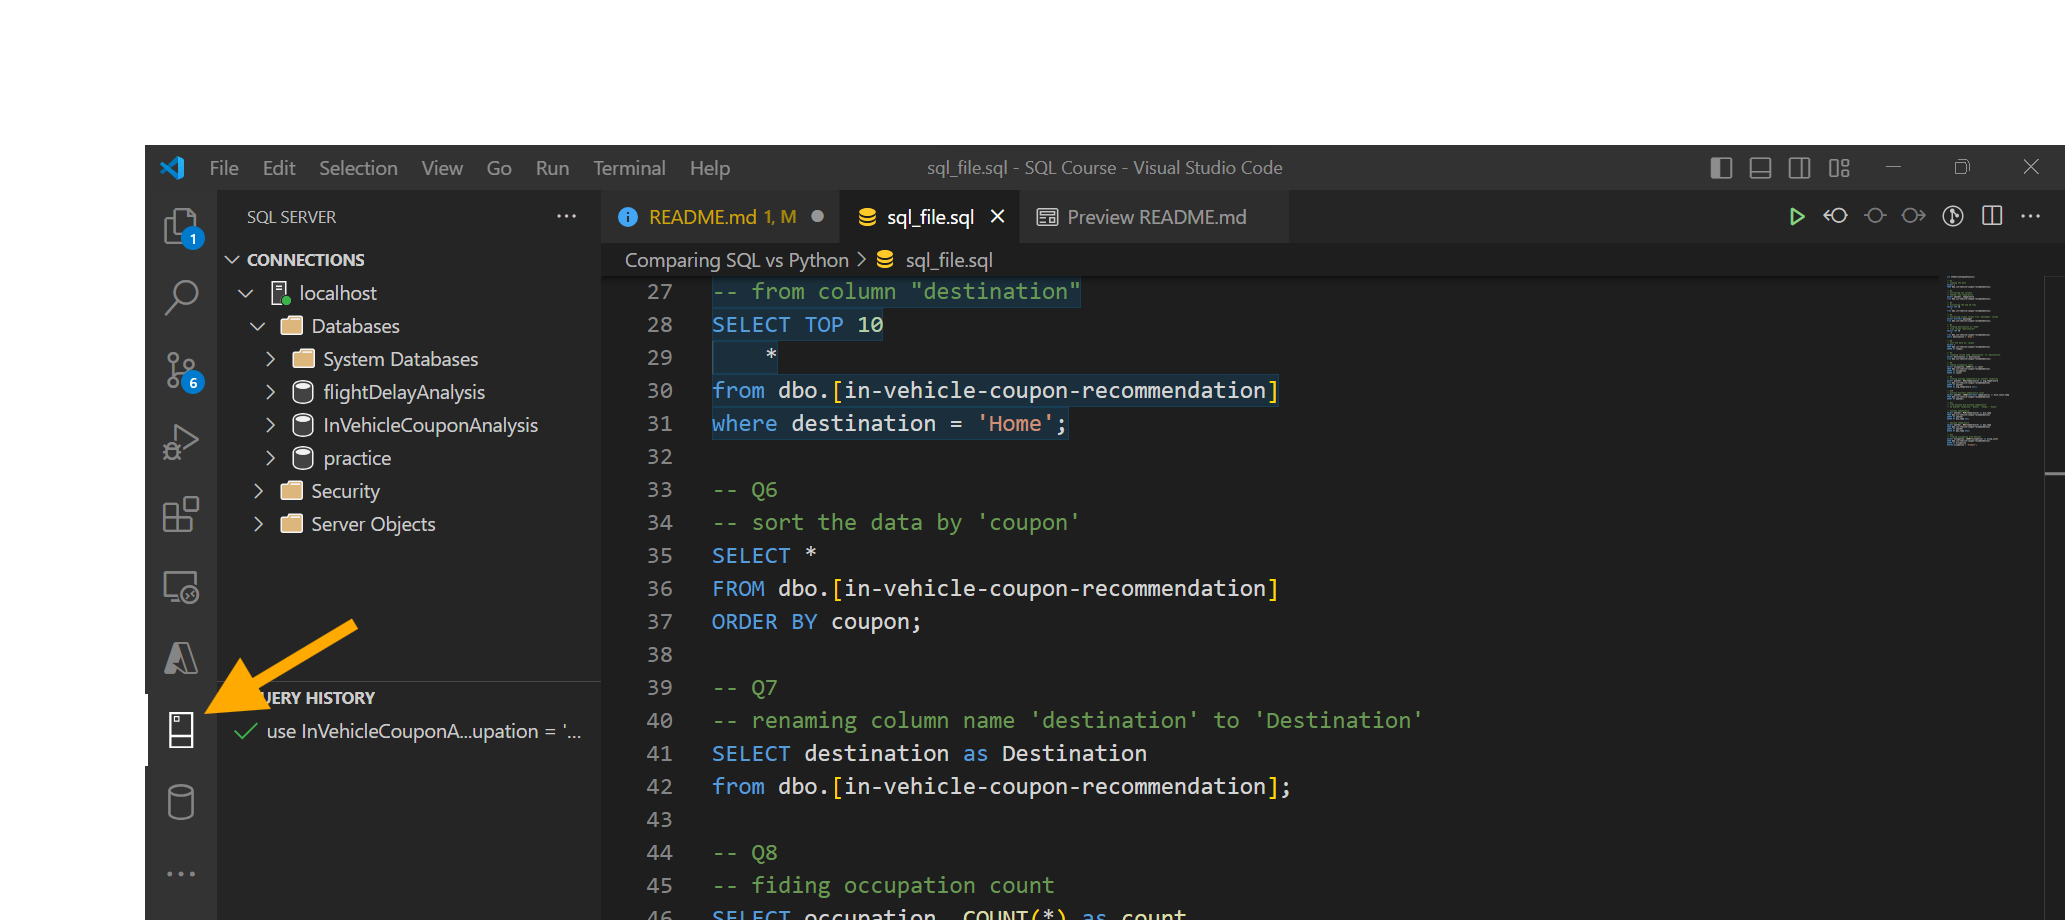 File Edit Selection View Go Run Terminal Help
sql_file.sql - SQL Course - Visual Studio Code
1
6
SQL SERVER
CONNECTIONS
localhost
Databases
System Databases
flightDelayAnalysis
InVehicleCouponAnalysis
practice
Security
Server Objects
UERY HISTORY
use InVehicleCouponA...upation = '...
README.md 1, M
sql_file.sql
Preview README.md
Comparing SQL vs Python > sql_file.sql
27 -- from column "destination"
28 SELECT TOP 10
29 *
30 from dbo.[in-vehicle-coupon-recommendation]
31 where destination = 'Home';
32
33 -- Q6
34 -- sort the data by 'coupon'
35 SELECT *
36 FROM dbo.[in-vehicle-coupon-recommendation]
37 ORDER BY coupon;
38
39 -- Q7
40 -- renaming column name 'destination' to 'Destination'
41 SELECT destination as Destination
42 from dbo.[in-vehicle-coupon-recommendation];
43
44 -- Q8
45 -- fiding occupation count
46 SELECT occupation, COUNT(*) as count